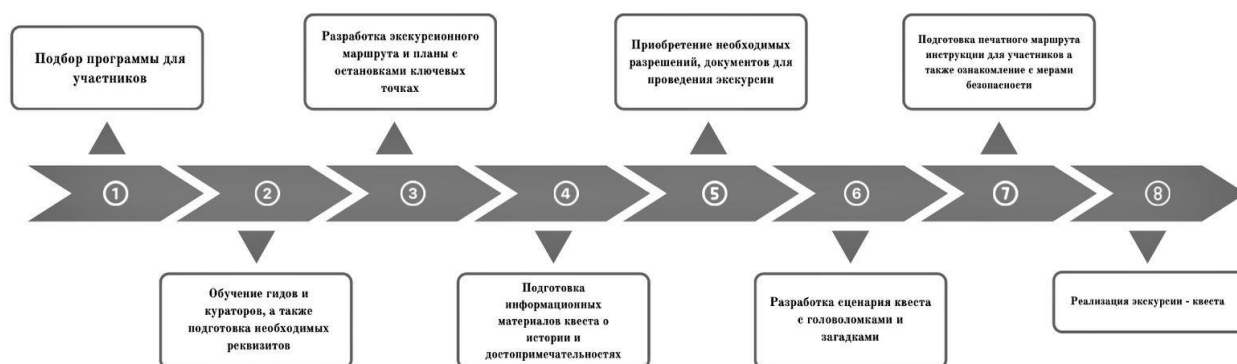 Подбор программы для
участников
Разработка экскурсионного
маршрута и планы с
остановками ключевых
точках
Приобретение необходимых
разрешений, документов для
проведения экскурсии
Подготовка печатного маршрута
инструкции для участников а
также ознакомление с мерами
безопасности
1
2
3
4
5
6
7
8
Обучение гидов и
кураторов, а также
подготовка необходимых
реквизитов
Подготовка
информационных
материалов квеста о
истории и
достопримечательностях
Разработка сценария квеста
с головоломками и
загадками
Реализация экскурсии - квеста